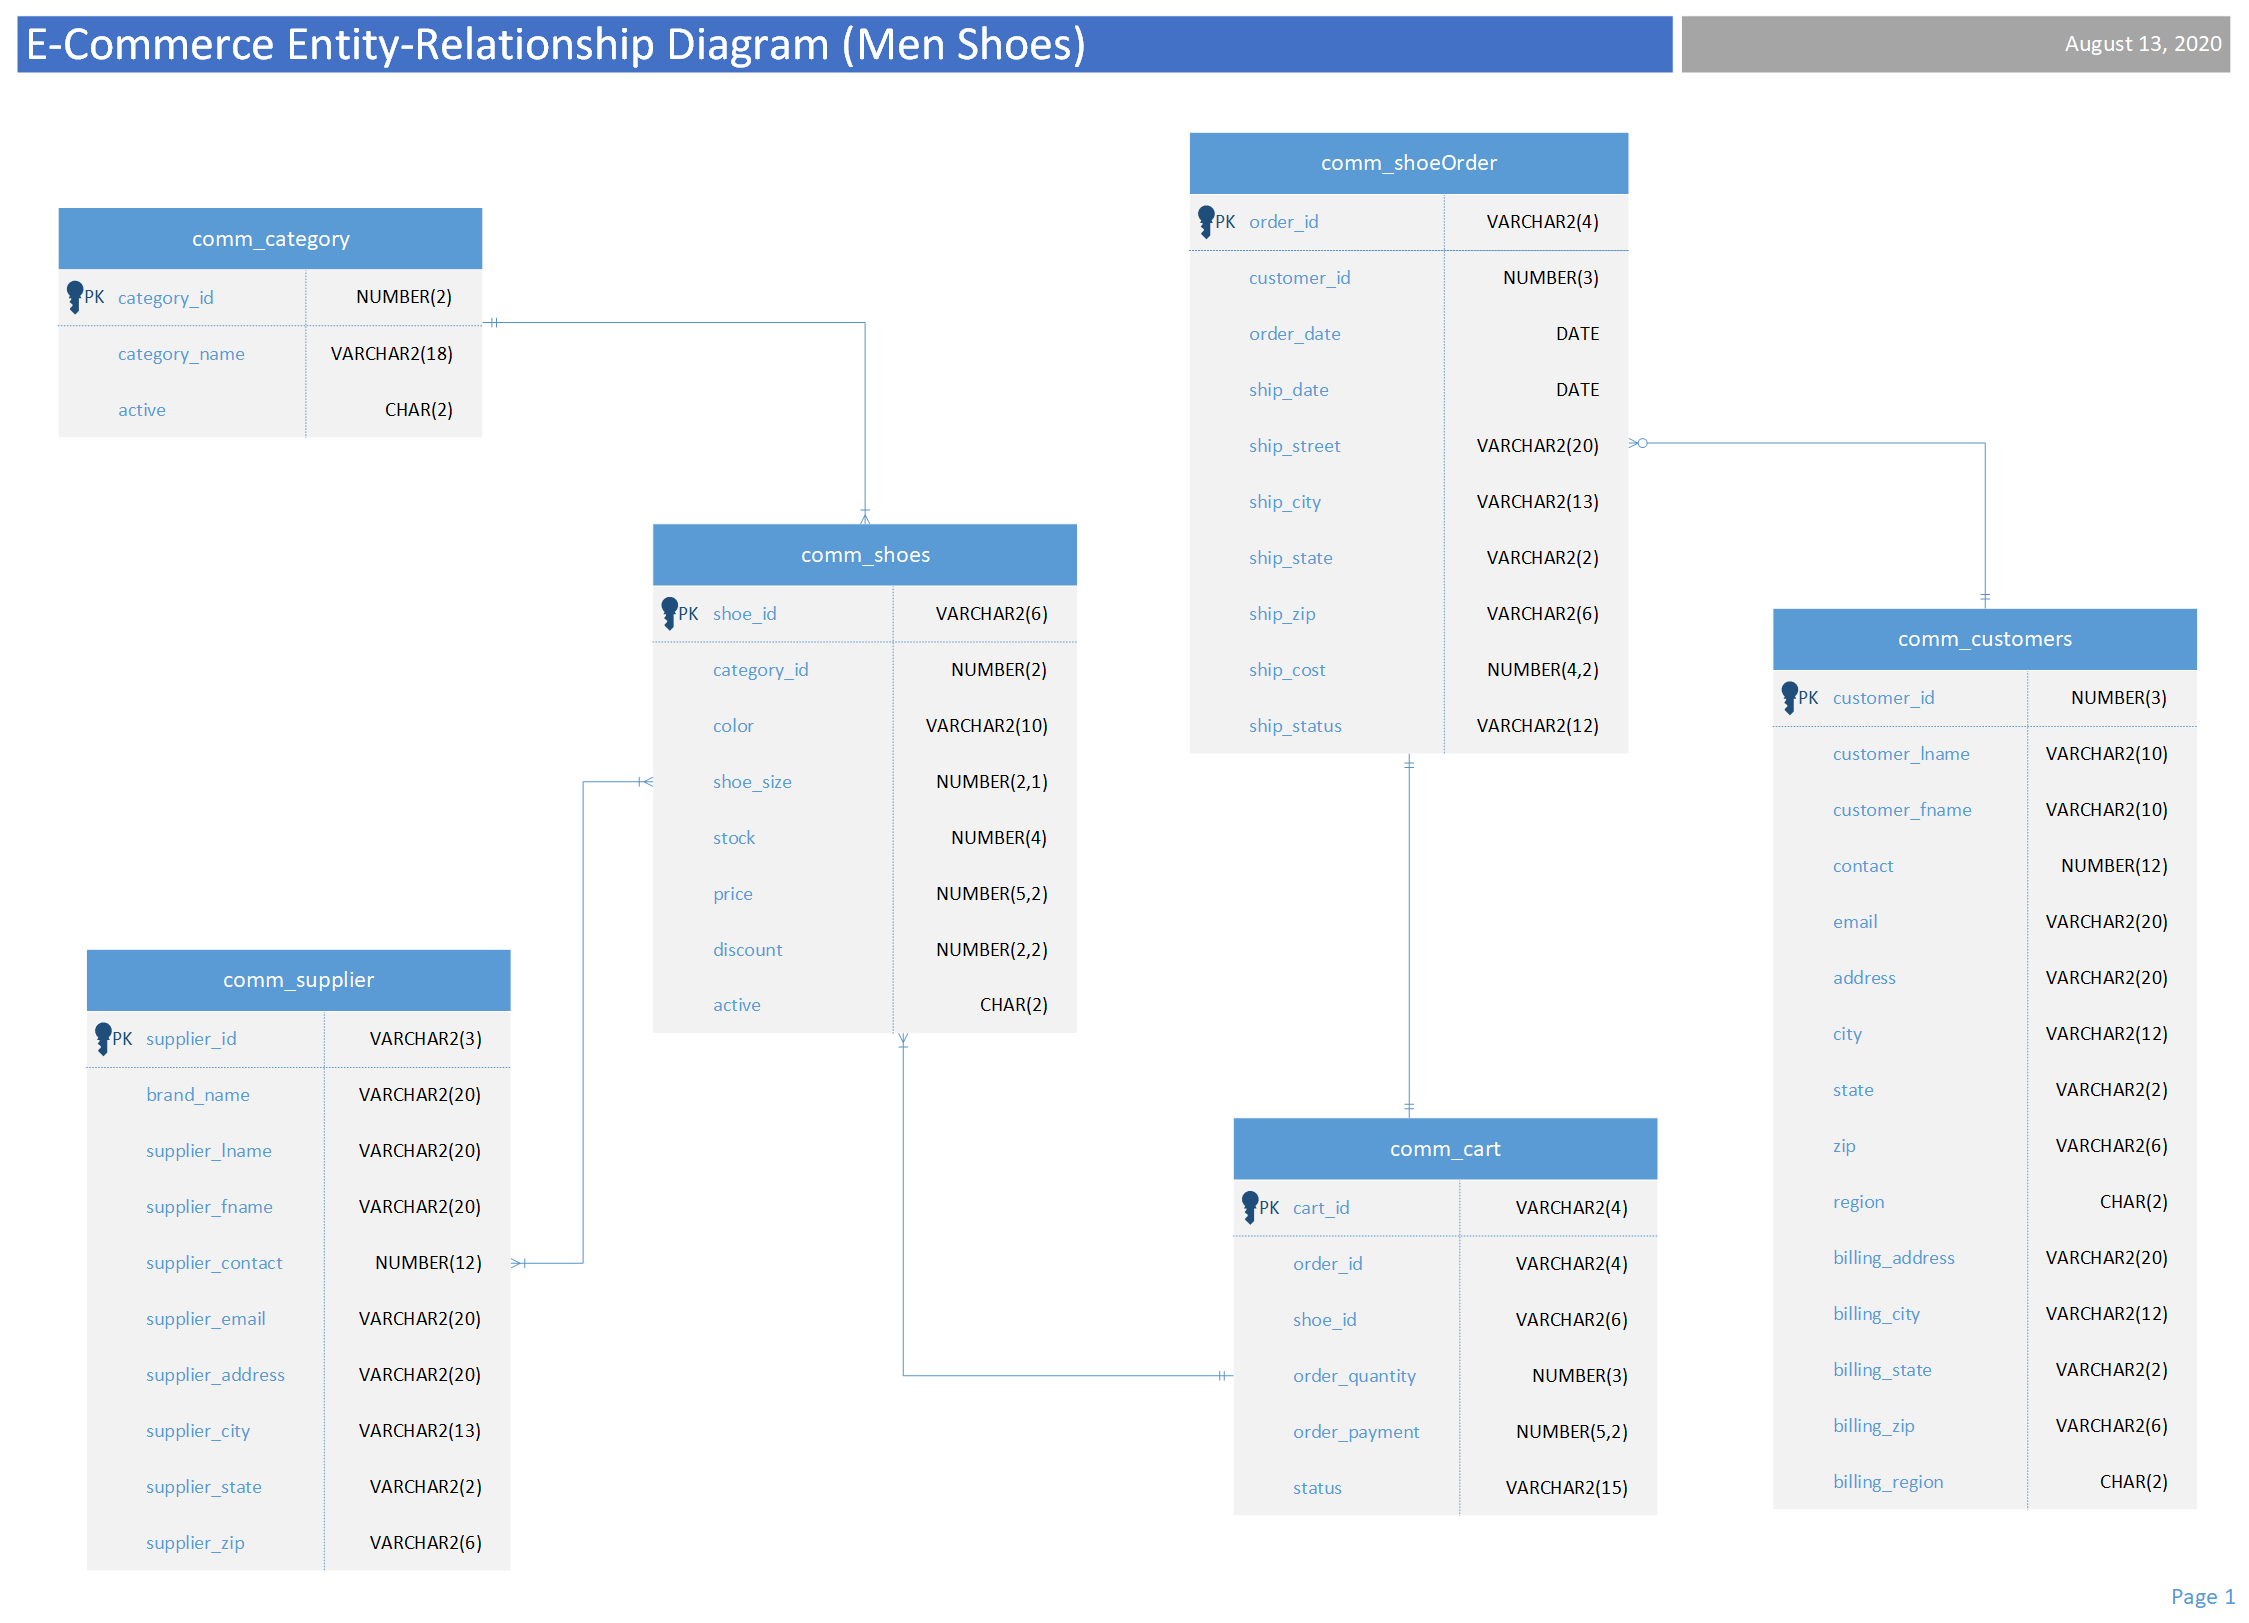 E-Commerce Entity-Relationship Diagram (Men Shoes)
August 13, 2020
comm_category
PK category_id NUMBER(2)
category_name VARCHAR2(18)
active CHAR(2)
comm_shoes
PK shoe_id VARCHAR2(6)
category_id NUMBER(2)
color VARCHAR2(10)
shoe_size NUMBER(2,1)
stock NUMBER(4)
price NUMBER(5,2)
discount NUMBER(2,2)
active CHAR(2)
comm_supplier
PK supplier_id VARCHAR2(3)
brand_name VARCHAR2(20)
supplier_lname VARCHAR2(20)
supplier_fname VARCHAR2(20)
supplier_contact NUMBER(12)
supplier_email VARCHAR2(20)
supplier_address VARCHAR2(20)
supplier_city VARCHAR2(13)
supplier_state VARCHAR2(2)
supplier_zip VARCHAR2(6)
comm_shoeOrder
PK order_id VARCHAR2(4)
customer_id NUMBER(3)
order_date DATE
ship_date DATE
ship_street VARCHAR2(20)
ship_city VARCHAR2(13)
ship_state VARCHAR2(2)
ship_zip VARCHAR2(6)
ship_cost NUMBER(4,2)
ship_status VARCHAR2(12)
comm_cart
PK cart_id VARCHAR2(4)
order_id VARCHAR2(4)
shoe_id VARCHAR2(6)
order_quantity NUMBER(3)
order_payment NUMBER(5,2)
status VARCHAR2(15)
comm_customers
PK customer_id NUMBER(3)
customer_lname VARCHAR2(10)
customer_fname VARCHAR2(10)
contact NUMBER(12)
email VARCHAR2(20)
address VARCHAR2(20)
city VARCHAR2(12)
state VARCHAR2(2)
zip VARCHAR2(6)
region CHAR(2)
billing_address VARCHAR2(20)
billing_city VARCHAR2(12)
billing_state VARCHAR2(2)
billing_zip VARCHAR2(6)
billing_region CHAR(2)
Page 1